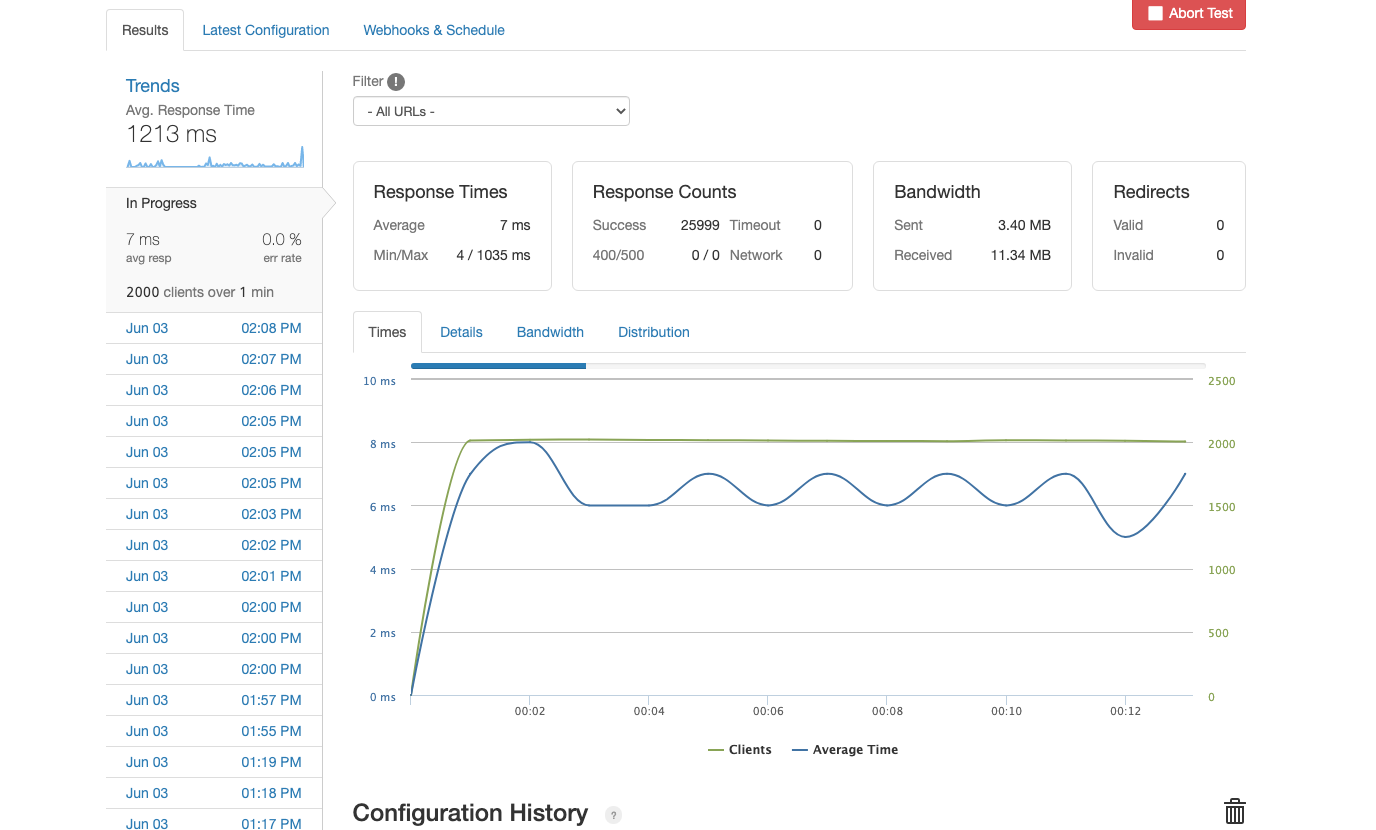 Results
Latest Configuration
Webhooks & Schedule
Abort Test
Trends
Avg. Response Time
1213 ms
In Progress
7 ms
0.0 %
avg resp
err rate
2000 clients over 1 min
Jun 03 02:08 PM
Jun 03 02:07 PM
Jun 03 02:06 PM
Jun 03 02:05 PM
Jun 03 02:05 PM
Jun 03 02:05 PM
Jun 03 02:03 PM
Jun 03 02:02 PM
Jun 03 02:01 PM
Jun 03 02:00 PM
Jun 03 02:00 PM
Jun 03 02:00 PM
Jun 03 01:57 PM
Jun 03 01:55 PM
Jun 03 01:19 PM
Jun 03 01:18 PM
Jun 03 01:17 PM
Filter !
- All URLs -
Response Times
Average 7 ms
Min/Max 4 / 1035 ms
Response Counts
Success 25999 Timeout 0
400/500 0 / 0 Network 0
Bandwidth
Sent 3.40 MB
Received 11.34 MB
Redirects
Valid 0
Invalid 0
Times
Details
Bandwidth
Distribution
10 ms
8 ms
6 ms
4 ms
2 ms
0 ms
2500
2000
1500
1000
500
0
00:02
00:04
00:06
00:08
00:10
00:12
Clients
Average Time
Configuration History ?